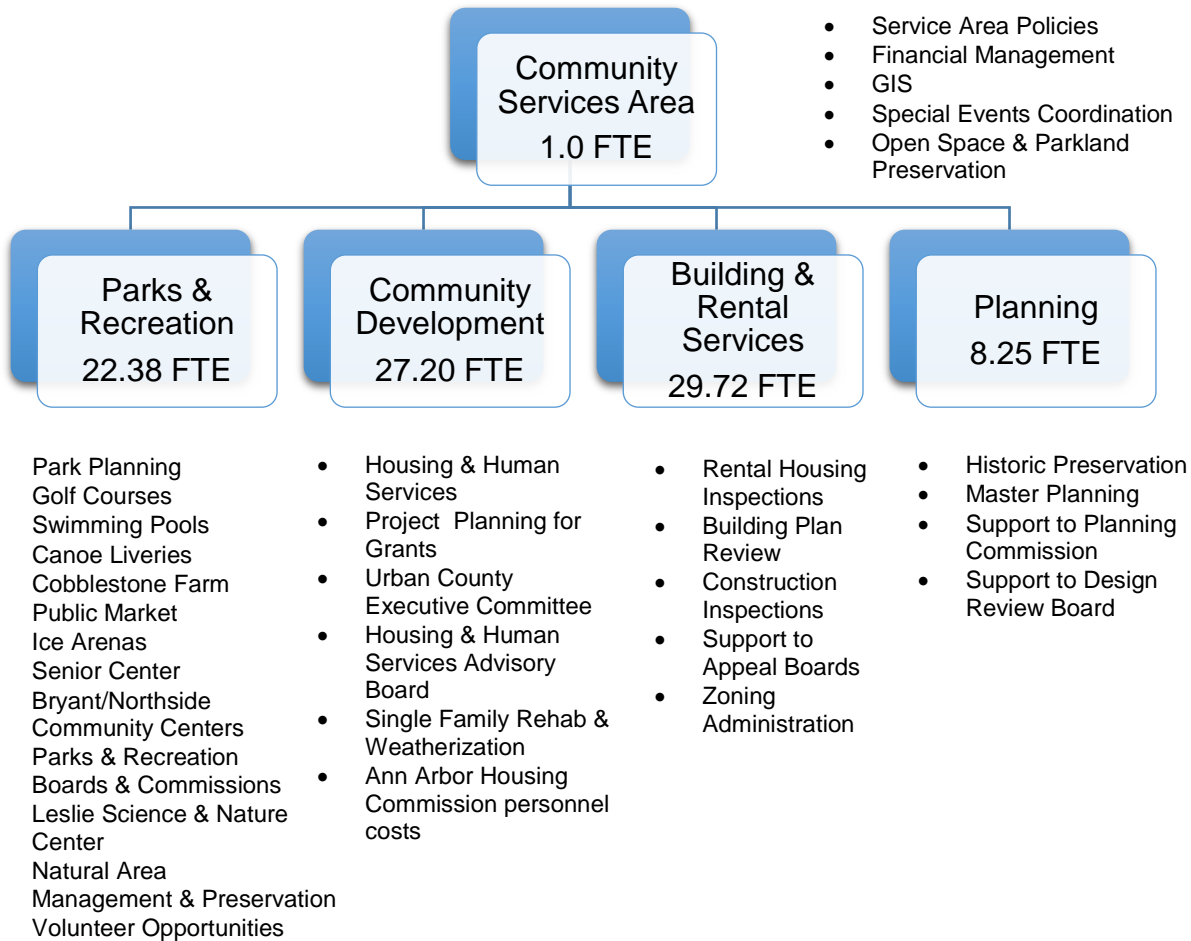 Community
Services Area
1.0 FTE
• Service Area Policies
• Financial Management
• GIS
• Special Events Coordination
• Open Space & Parkland
Preservation
Parks &
Recreation
22.38 FTE
Community
Development
27.20 FTE
Building &
Rental
Services
29.72 FTE
Planning
8.25 FTE
Park Planning
Golf Courses
Swimming Pools
Canoe Liveries
Cobblestone Farm
Public Market
Ice Arenas
Senior Center
Bryant/Northside
Community Centers
Parks & Recreation
Boards & Commissions
Leslie Science & Nature
Center
Natural Area
Management & Preservation
Volunteer Opportunities
• Housing & Human
Services
• Project  Planning for
Grants
• Urban County
Executive Committee
• Housing & Human
Services Advisory
Board
• Single Family Rehab &
Weatherization
• Ann Arbor Housing
Commission personnel
costs
• Rental Housing
Inspections
• Building Plan
Review
• Construction
Inspections
• Support to
Appeal Boards
• Zoning
Administration
• Historic Preservation
• Master Planning
• Support to Planning
Commission
• Support to Design
Review Board